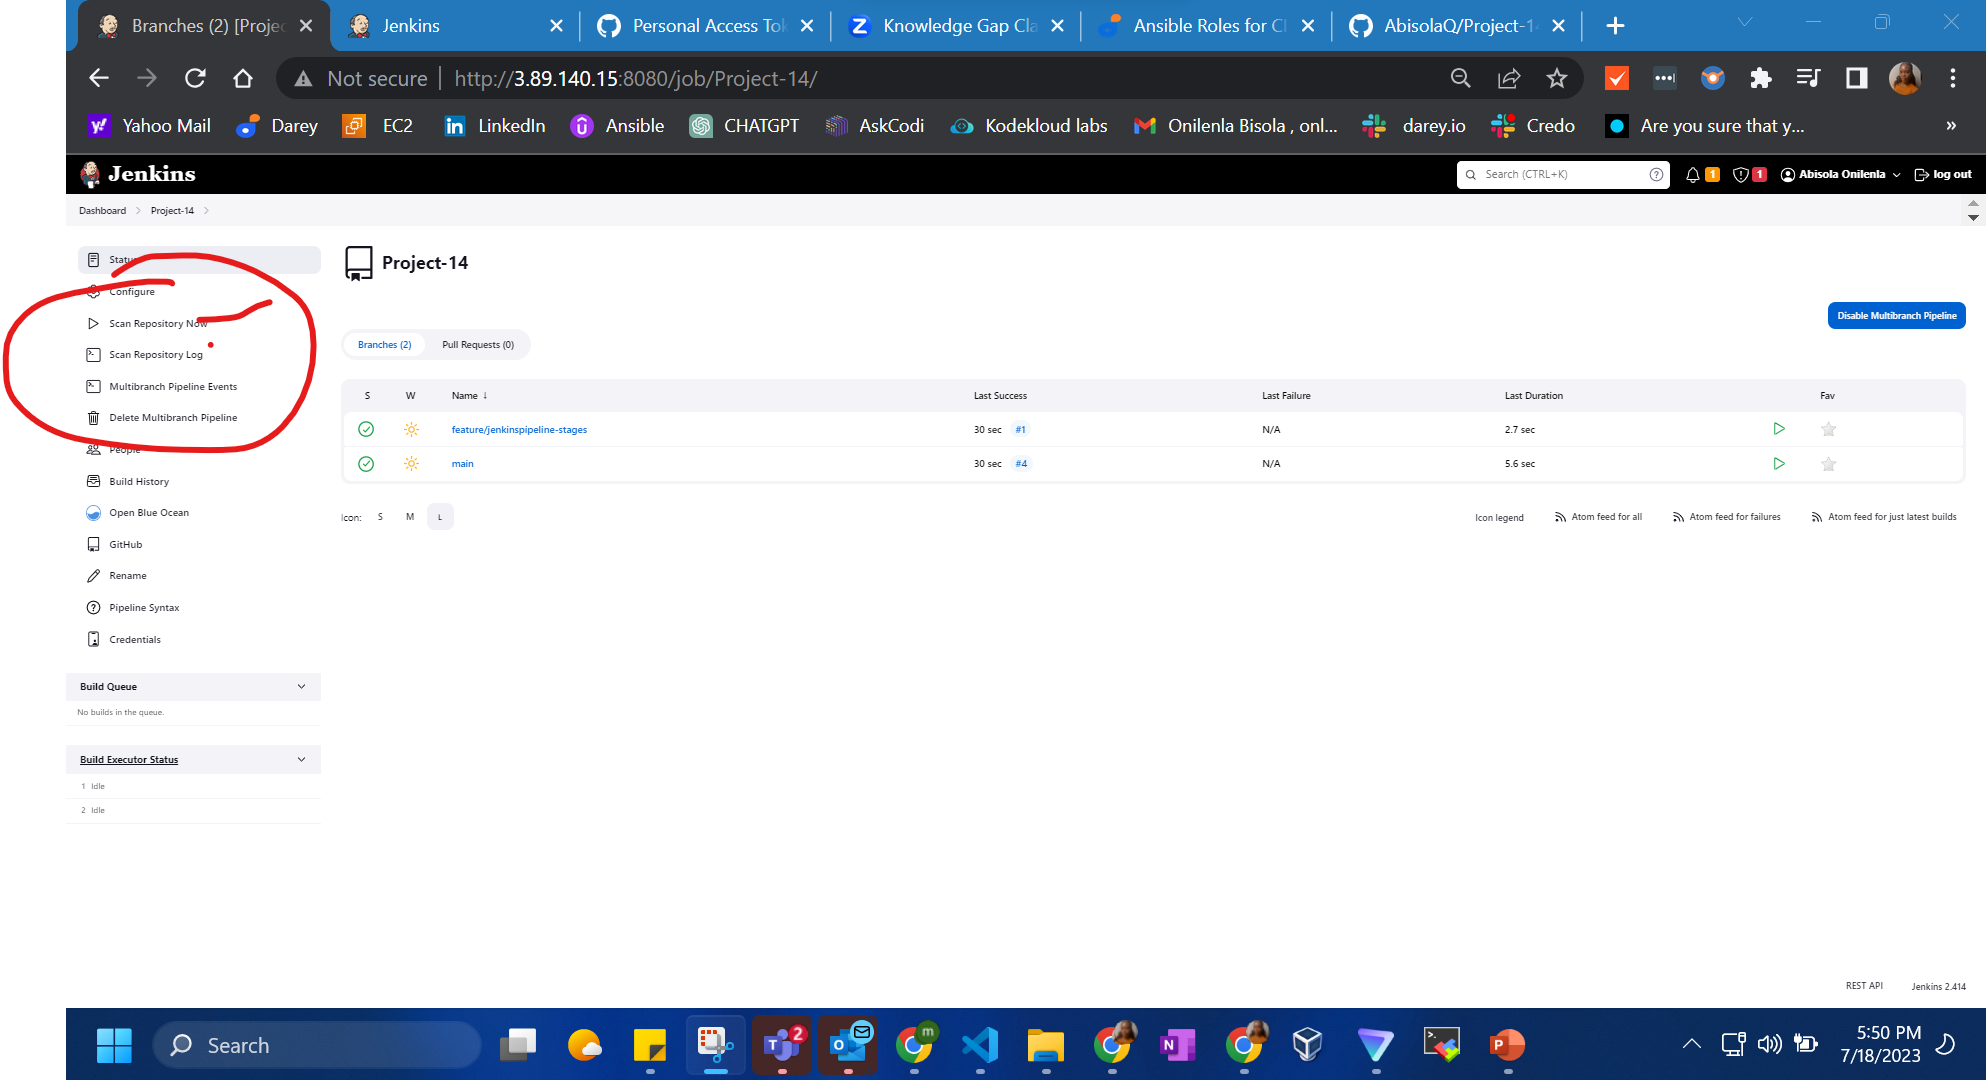 Branches (2) [Projec
Jenkins
Personal Access Tok
Knowledge Gap Cla
Ansible Roles for CI
AbisolaQ/Project-14
Not secure
http://3.89.140.15:8080/job/Project-14/
Yahoo Mail
Darey
EC2
LinkedIn
Ansible
CHATGPT
AskCodi
Kodekloud labs
Onilenla Bisola , onl...
darey.io
Credo
Are you sure that y...
»
Jenkins
Search (CTRL+K)
1
1
Abisola Onilenla
log out
Dashboard
Project-14
Status
Configure
Scan Repository Now
Scan Repository Log
Multibranch Pipeline Events
Delete Multibranch Pipeline
People
Build History
Open Blue Ocean
GitHub
Rename
Pipeline Syntax
Credentials
Build Queue
No builds in the queue.
Build Executor Status
1 Idle
2 Idle
Project-14
Disable Multibranch Pipeline
Branches (2)
Pull Requests (0)
S W Name ↓ Last Success Last Failure Last Duration Fav
feature/jenkinspipeline-stages 30 sec #1 N/A 2.7 sec
main 30 sec #4 N/A 5.6 sec
Icon: S M L
Icon legend
Atom feed for all
Atom feed for failures
Atom feed for just latest builds
REST API
Jenkins 2.414
Search
2
m
5:50 PM
7/18/2023